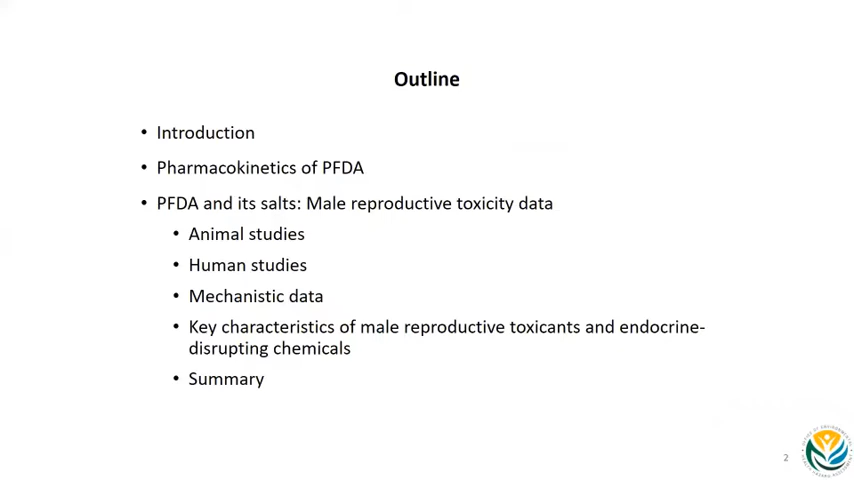 Outline
• Introduction
• Pharmacokinetics of PFDA
• PFDA and its salts: Male reproductive toxicity data
• Animal studies
• Human studies
• Mechanistic data
• Key characteristics of male reproductive toxicants and endocrine-
disrupting chemicals
• Summary
2